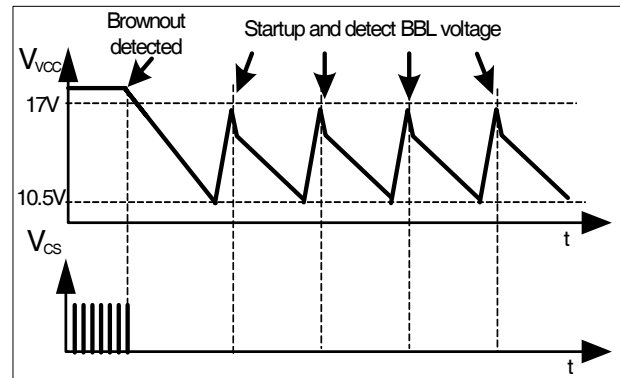 Brownout
detected
Startup and detect BBL voltage
VVCC
17V
10.5V
t
VCS
t